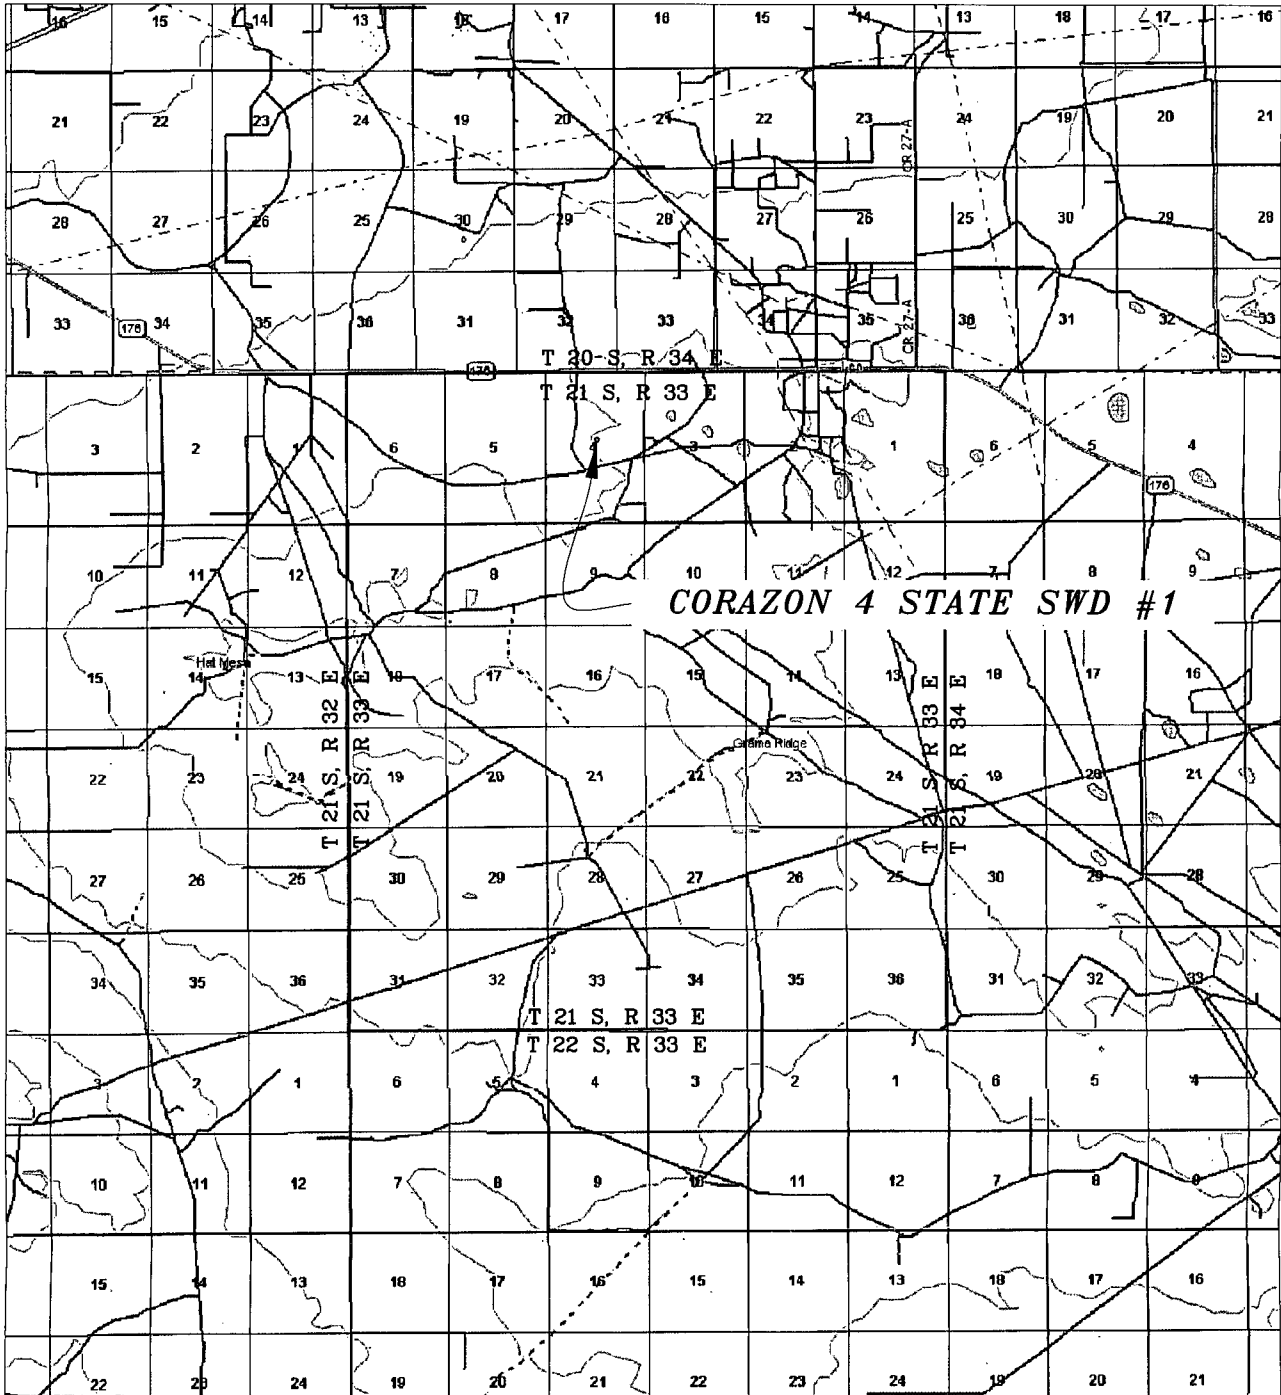 16 15 14 13 18 17 16 15 14 13 18 17 16
21 22 23 24 19 20 21 22 23 24 19 20 21
CR 27-A
28 27 26 25 30 29 28 27 26 25 30 29 28
33 34 35 36 31 32 33 34 35 36 31 32 33
176
CR 27-A
T 20 S, R 34 E
176
T 21 S, R 33 E
3 2 1 6 5 4 3 2 1 6 5 4
176
10 11 12 7 8 9 10 11 12 7 8 9
CORAZON 4 STATE SWD #1
Hat Mesa
15 14 13 18 17 16 15 14 13 18 17 16
T 21 S, R 32 E
T 21 S, R 33 E
T 21 S, R 33 E
T 21 S, R 34 E
Grama Ridge
22 23 24 19 20 21 22 23 24 19 20 21
27 26 25 30 29 28 27 26 25 30 29 28
34 35 36 31 32 33 34 35 36 31 32 33
T 21 S, R 33 E
T 22 S, R 33 E
3 2 1 6 5 4 3 2 1 6 5 4
10 11 12 7 8 9 10 11 12 7 8 9
15 14 13 18 17 16 15 14 13 18 17 16
22 23 24 19 20 21 22 23 24 19 20 21